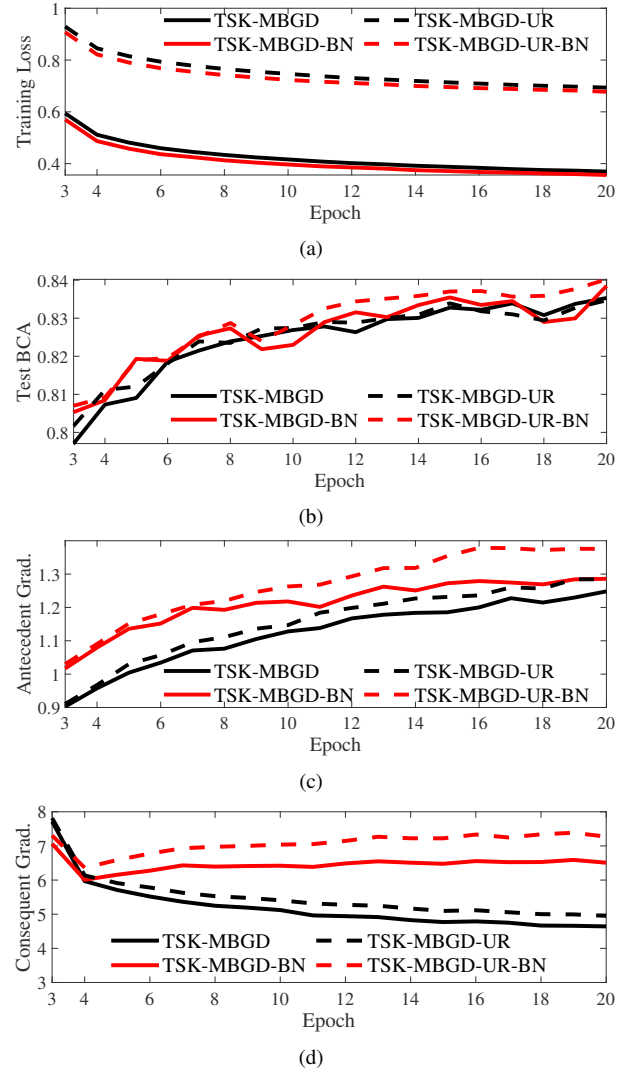 1
0.8
0.6
0.4
Training Loss
TSK-MBGD
TSK-MBGD-UR
TSK-MBGD-BN
TSK-MBGD-UR-BN
3 4 6 8 10 12 14 16 18 20
Epoch
(a)
0.84
0.83
0.82
0.81
0.8
Test BCA
TSK-MBGD
TSK-MBGD-UR
TSK-MBGD-BN
TSK-MBGD-UR-BN
3 4 6 8 10 12 14 16 18 20
Epoch
(b)
1.3
1.2
1.1
1
0.9
Antecedent Grad.
TSK-MBGD
TSK-MBGD-UR
TSK-MBGD-BN
TSK-MBGD-UR-BN
3 4 6 8 10 12 14 16 18 20
Epoch
(c)
8
7
6
5
4
3
Consequent Grad.
TSK-MBGD
TSK-MBGD-UR
TSK-MBGD-BN
TSK-MBGD-UR-BN
3 4 6 8 10 12 14 16 18 20
Epoch
(d)